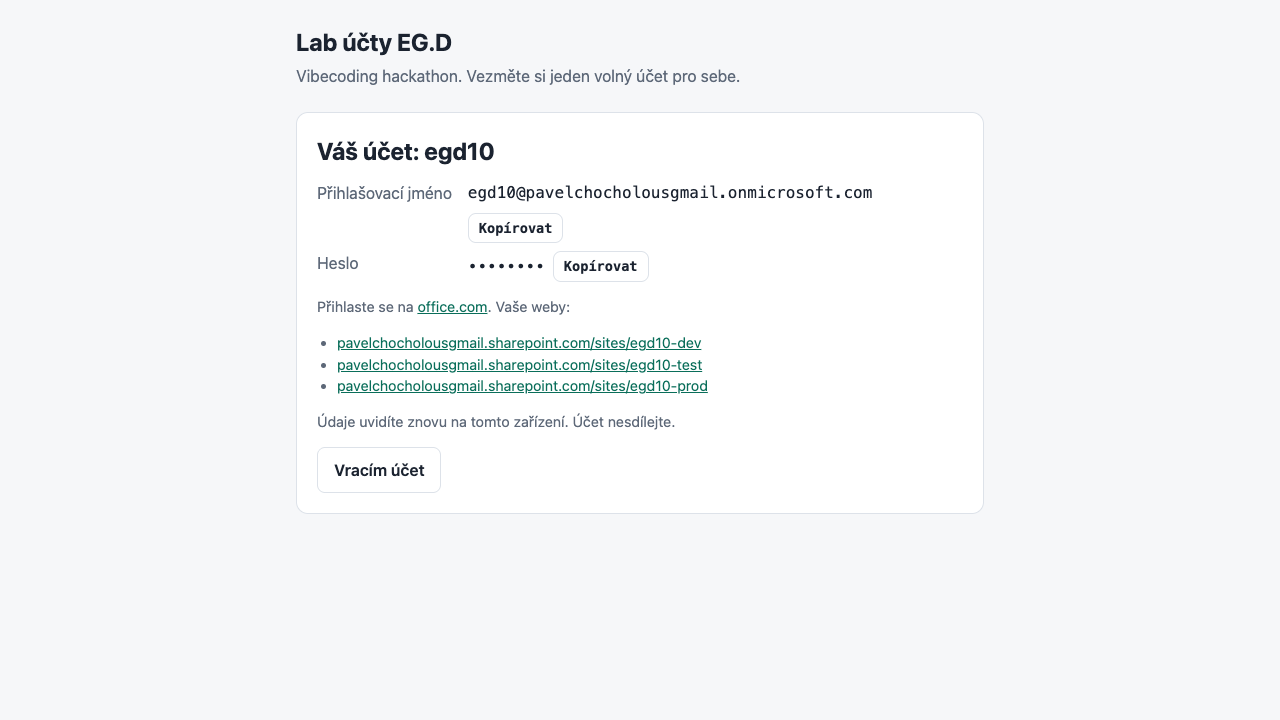 Lab účty EG.D
Vibecoding hackathon. Vezměte si jeden volný účet pro sebe.
Váš účet: egd10
Přihlašovací jméno egd10@pavelchocholousgmail.onmicrosoft.com
Kopírovat
Heslo •••••••• Kopírovat
Přihlaste se na office.com. Vaše weby:
• pavelchocholousgmail.sharepoint.com/sites/egd10-dev
• pavelchocholousgmail.sharepoint.com/sites/egd10-test
• pavelchocholousgmail.sharepoint.com/sites/egd10-prod
Údaje uvidíte znovu na tomto zařízení. Účet nesdílejte.
Vracím účet